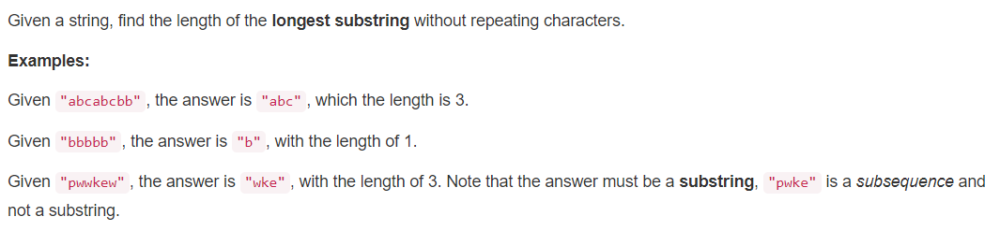 Given a string, find the length of the longest substring without repeating characters.
Examples:
Given "abcabcbb" , the answer is "abc" , which the length is 3.
Given "bbbbb" , the answer is "b" , with the length of 1.
Given "pwwkew" , the answer is "wke" , with the length of 3. Note that the answer must be a substring, "pwke" is a subsequence and
not a substring.